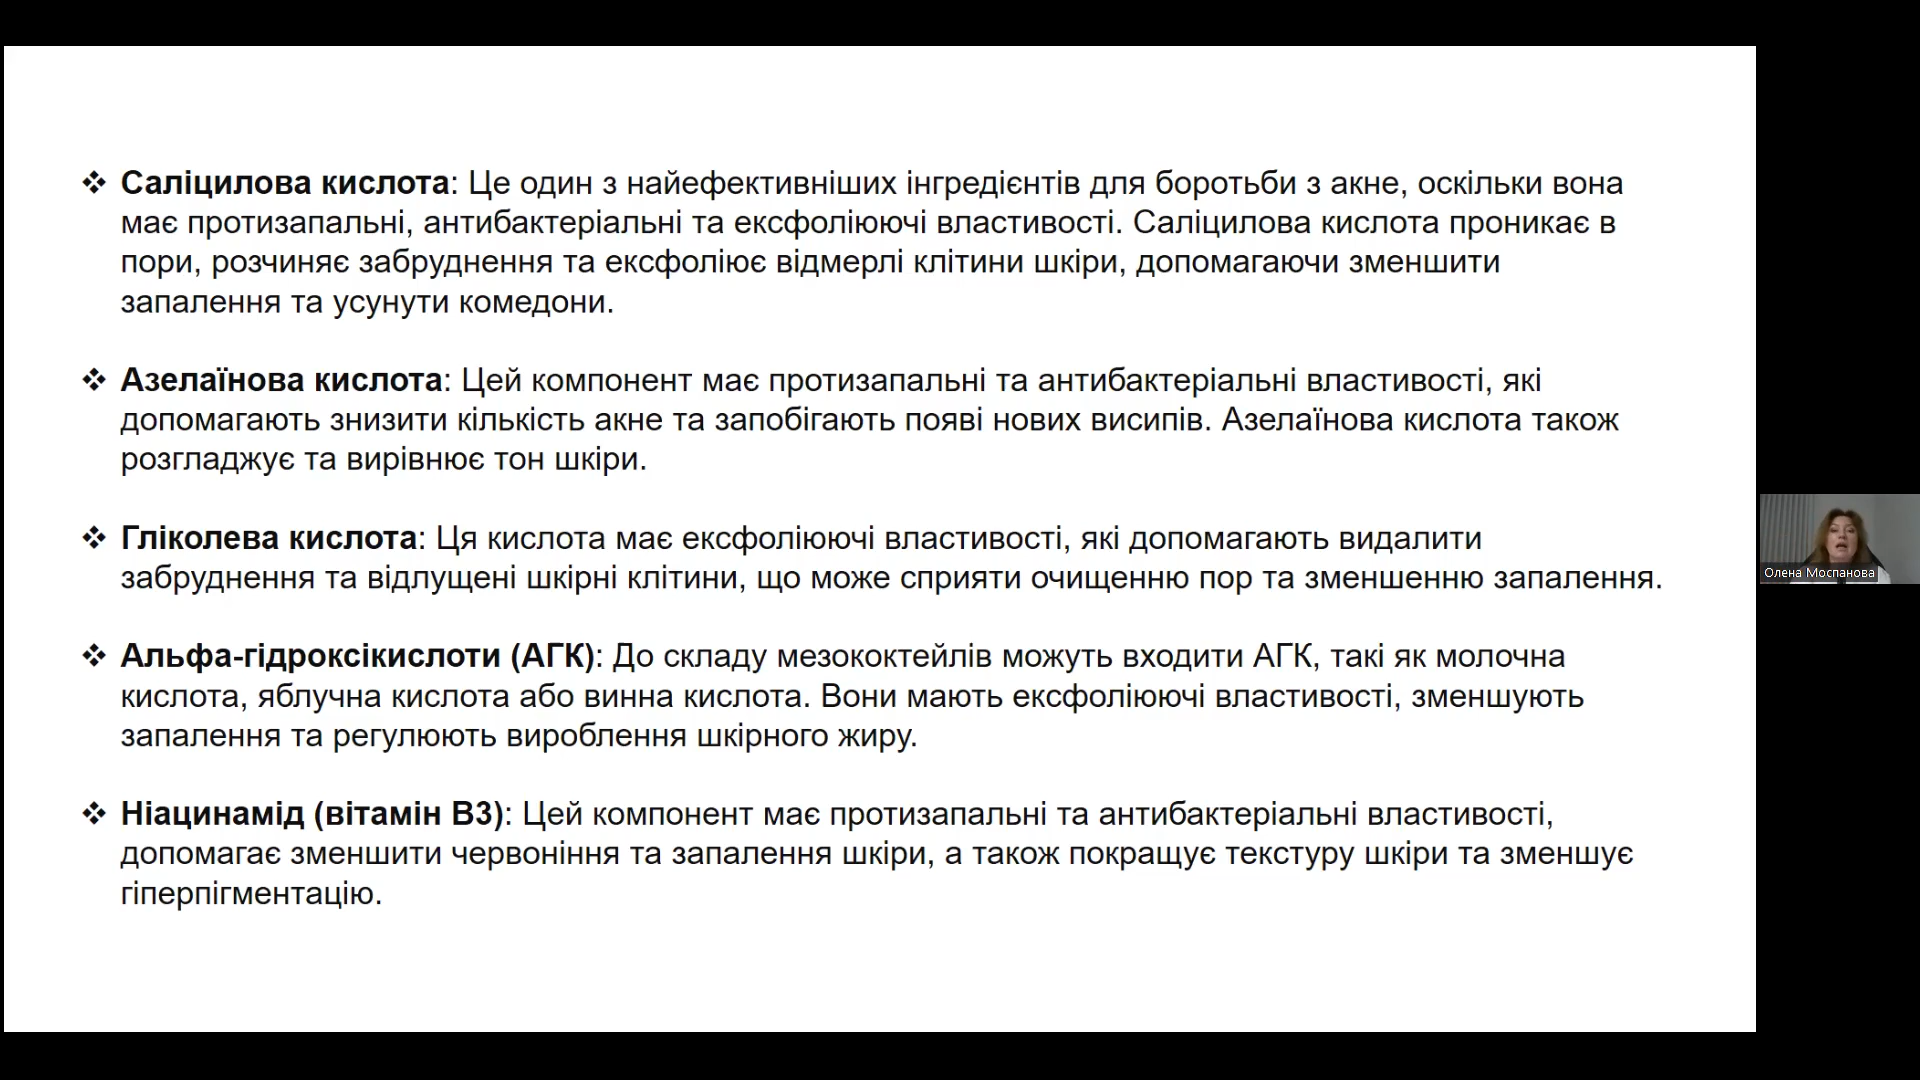 ❖ Саліцилова кислота: Це один з найефективніших інгредієнтів для боротьби з акне, оскільки вона
має протизапальні, антибактеріальні та ексфоліюючі властивості. Саліцилова кислота проникає в
пори, розчиняє забруднення та ексфоліює відмерлі клітини шкіри, допомагаючи зменшити
запалення та усунути комедони.
❖ Азелаїнова кислота: Цей компонент має протизапальні та антибактеріальні властивості, які
допомагають знизити кількість акне та запобігають появі нових висипів. Азелаїнова кислота також
розгладжує та вирівнює тон шкіри.
❖ Гліколева кислота: Ця кислота має ексфоліюючі властивості, які допомагають видалити
забруднення та відлущені шкірні клітини, що може сприяти очищенню пор та зменшенню запалення.
❖ Альфа-гідроксікислоти (АГК): До складу мезококтейлів можуть входити АГК, такі як молочна
кислота, яблучна кислота або винна кислота. Вони мають ексфоліюючі властивості, зменшують
запалення та регулюють вироблення шкірного жиру.
❖ Ніацинамід (вітамін B3): Цей компонент має протизапальні та антибактеріальні властивості,
допомагає зменшити червоніння та запалення шкіри, а також покращує текстуру шкіри та зменшує
гіперпігментацію.
Олена Моспанова